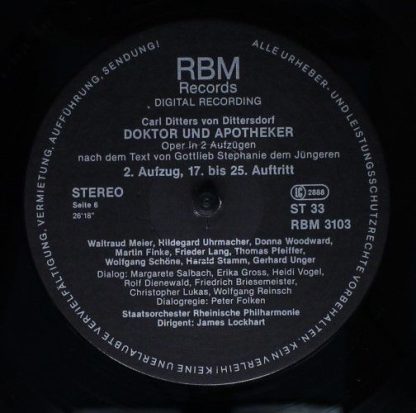 RBM
Records
DIGITAL RECORDING
Carl Ditters von Dittersdorf
DOKTOR UND APOTHEKER
Oper in 2 Aufzügen
nach dem Text von Gottlieb Stephanie dem Jüngeren
2. Aufzug, 17. bis 25. Auftritt
STEREO
Seite 6
26'18"
LC 2886
ST 33
RBM 3103
Waltraud Meier, Hildegard Uhrmacher, Donna Woodward,
Martin Finke, Frieder Lang, Thomas Pfeiffer,
Wolfgang Schöne, Harald Stamm, Gerhard Unger
Dialog: Margarete Salbach, Erika Gross, Heidi Vogel,
Rolf Dienewald, Friedrich Briesemeister,
Christopher Lukas, Wolfgang Reinsch
Dialogregie: Peter Folken
Staatsorchester Rheinische Philharmonie
Dirigent: James Lockhart
ALLE URHEBER- UND LEISTUNGSSCHUTZRECHTE VORBEHALTEN. KEIN VERLEIH! KEINE UNERLAUBTE VERVIELFÄLTIGUNG, VERMIETUNG, AUFFÜHRUNG, SENDUNG!